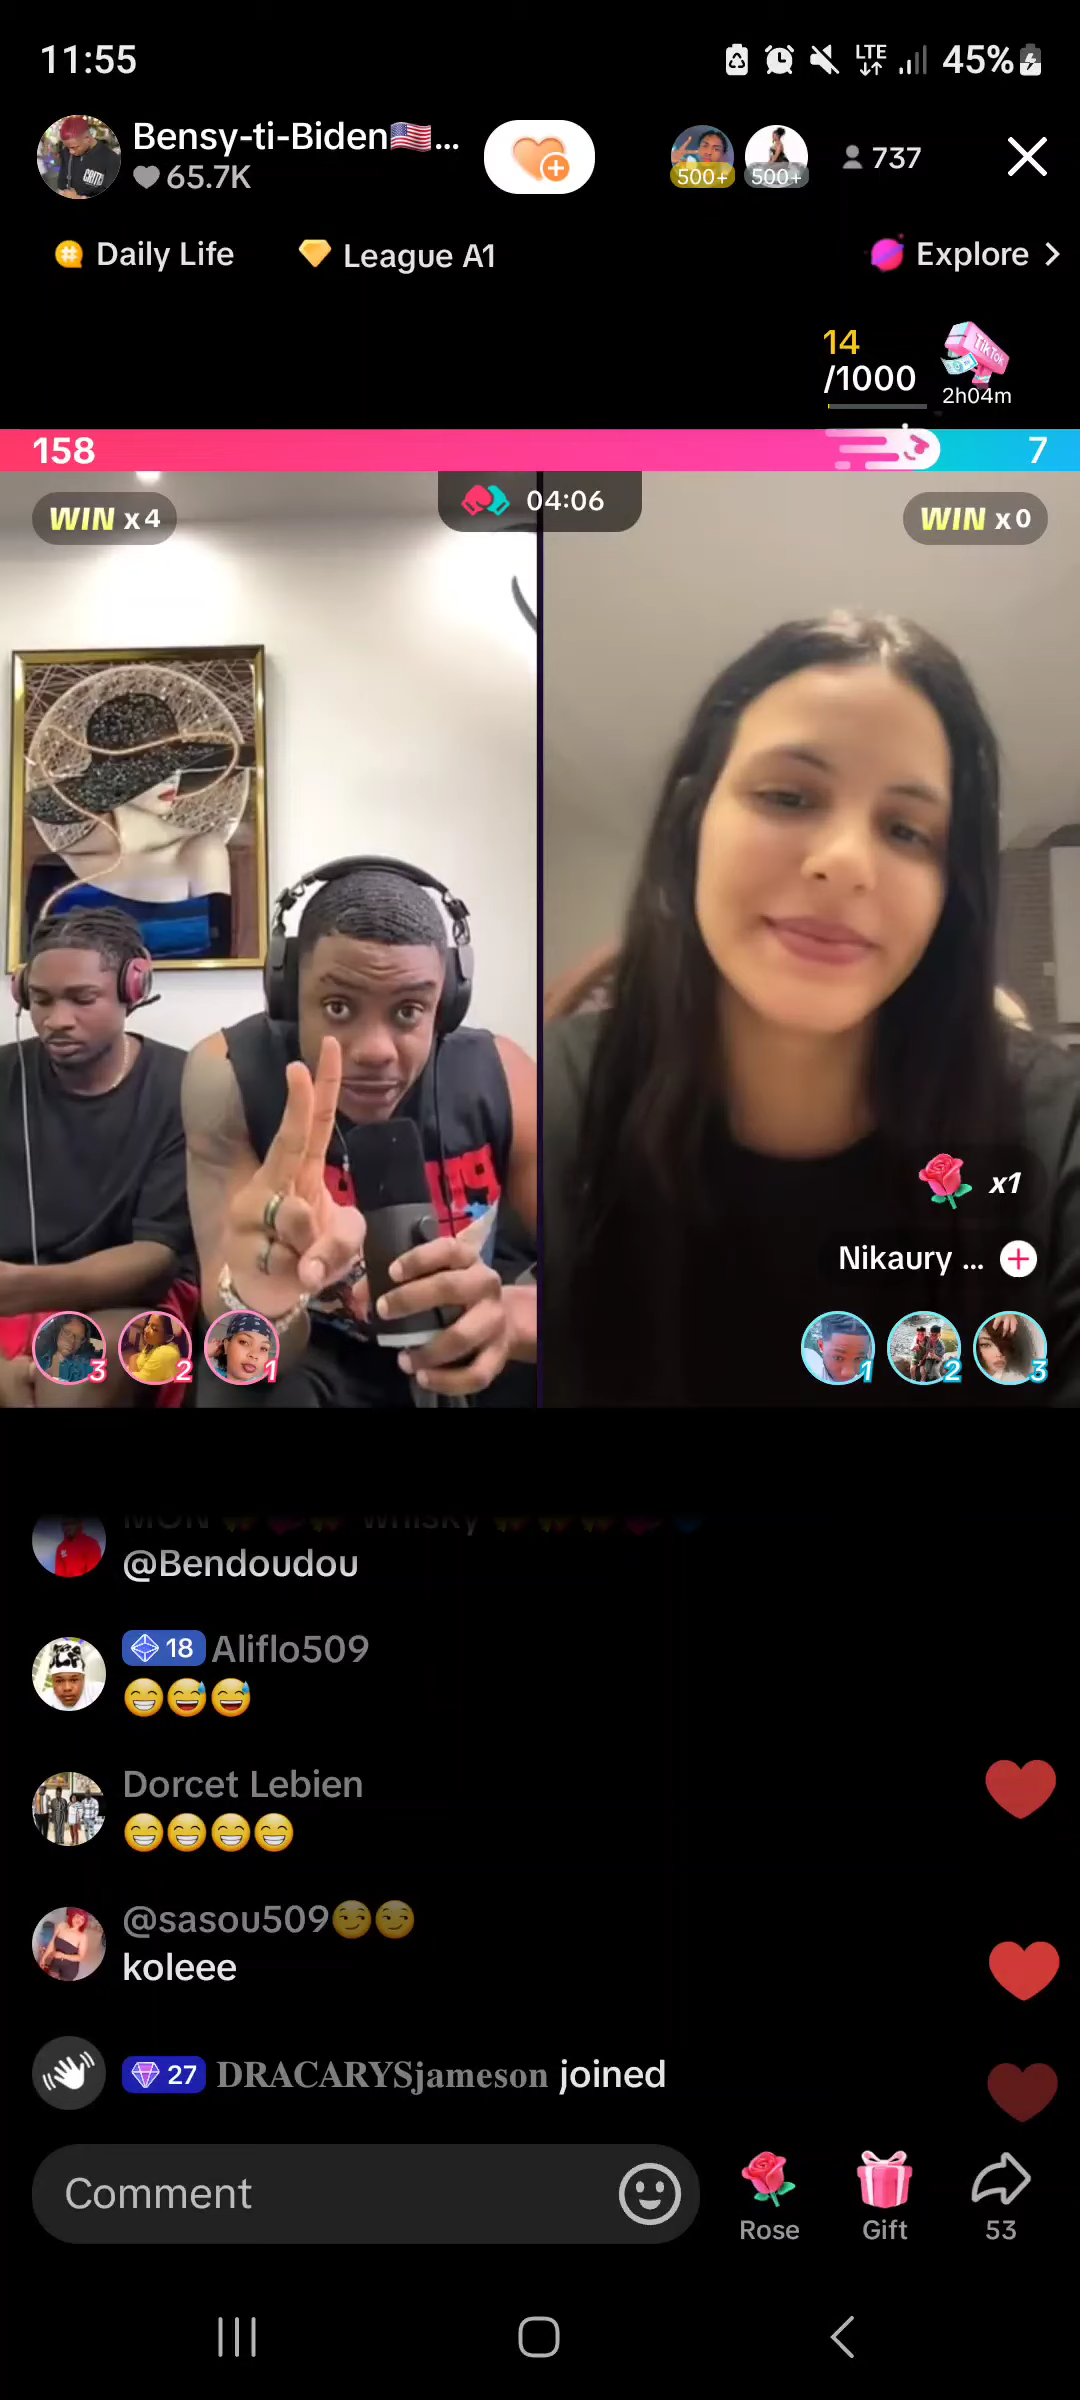 11:55
LTE
45%
Bensy-ti-Biden🇺🇸...
65.7K
500+
500+
737
Daily Life
League A1
Explore >
14
/1000
TikTok
2h04m
158
7
WIN x4
04:06
WIN x0
x1
Nikaury ...
3
2
1
1
2
3
@Bendoudou
18 Aliflo509
😁😅😅
Dorcet Lebien
😁😁😁😁
@sasou509😏😏
koleee
27 DRACARYSjameson joined
Comment
Rose
Gift
53